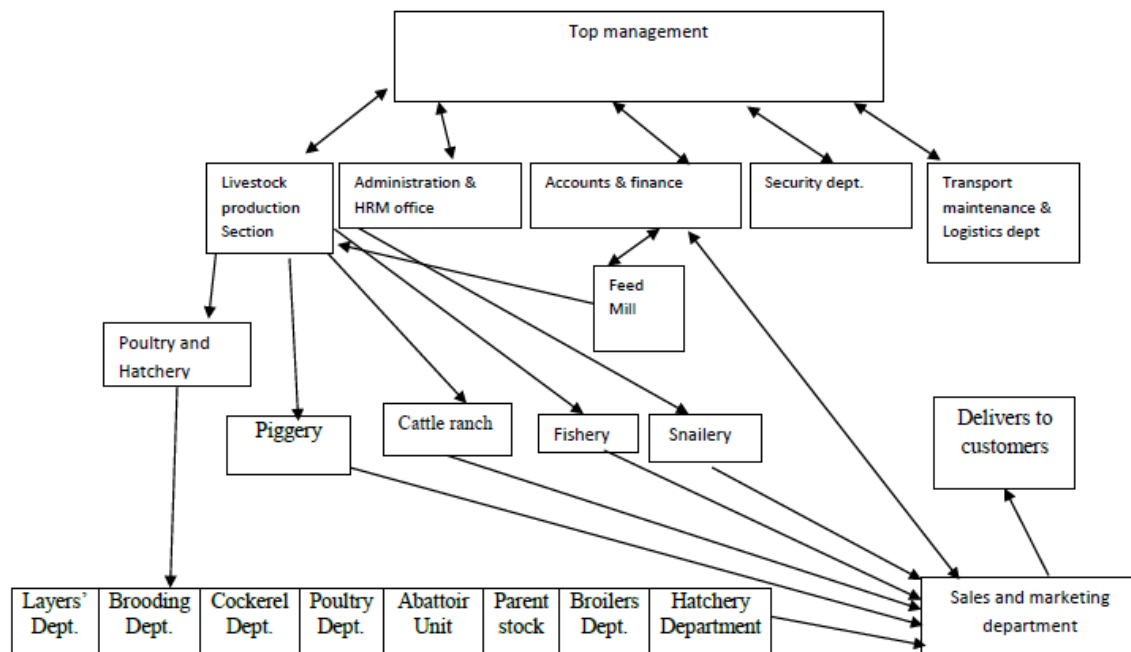 Top management
Livestock
production
Section
Administration &
HRM office
Accounts & finance
Security dept.
Transport
maintenance &
Logistics dept
Feed
Mill
Poultry and
Hatchery
Piggery
Cattle ranch
Fishery
Snailery
Delivers to
customers
Layers'
Dept.
Brooding
Dept.
Cockerel
Dept.
Poultry
Dept.
Abattoir
Unit
Parent
stock
Broilers
Dept.
Hatchery
Department
Sales and marketing
department